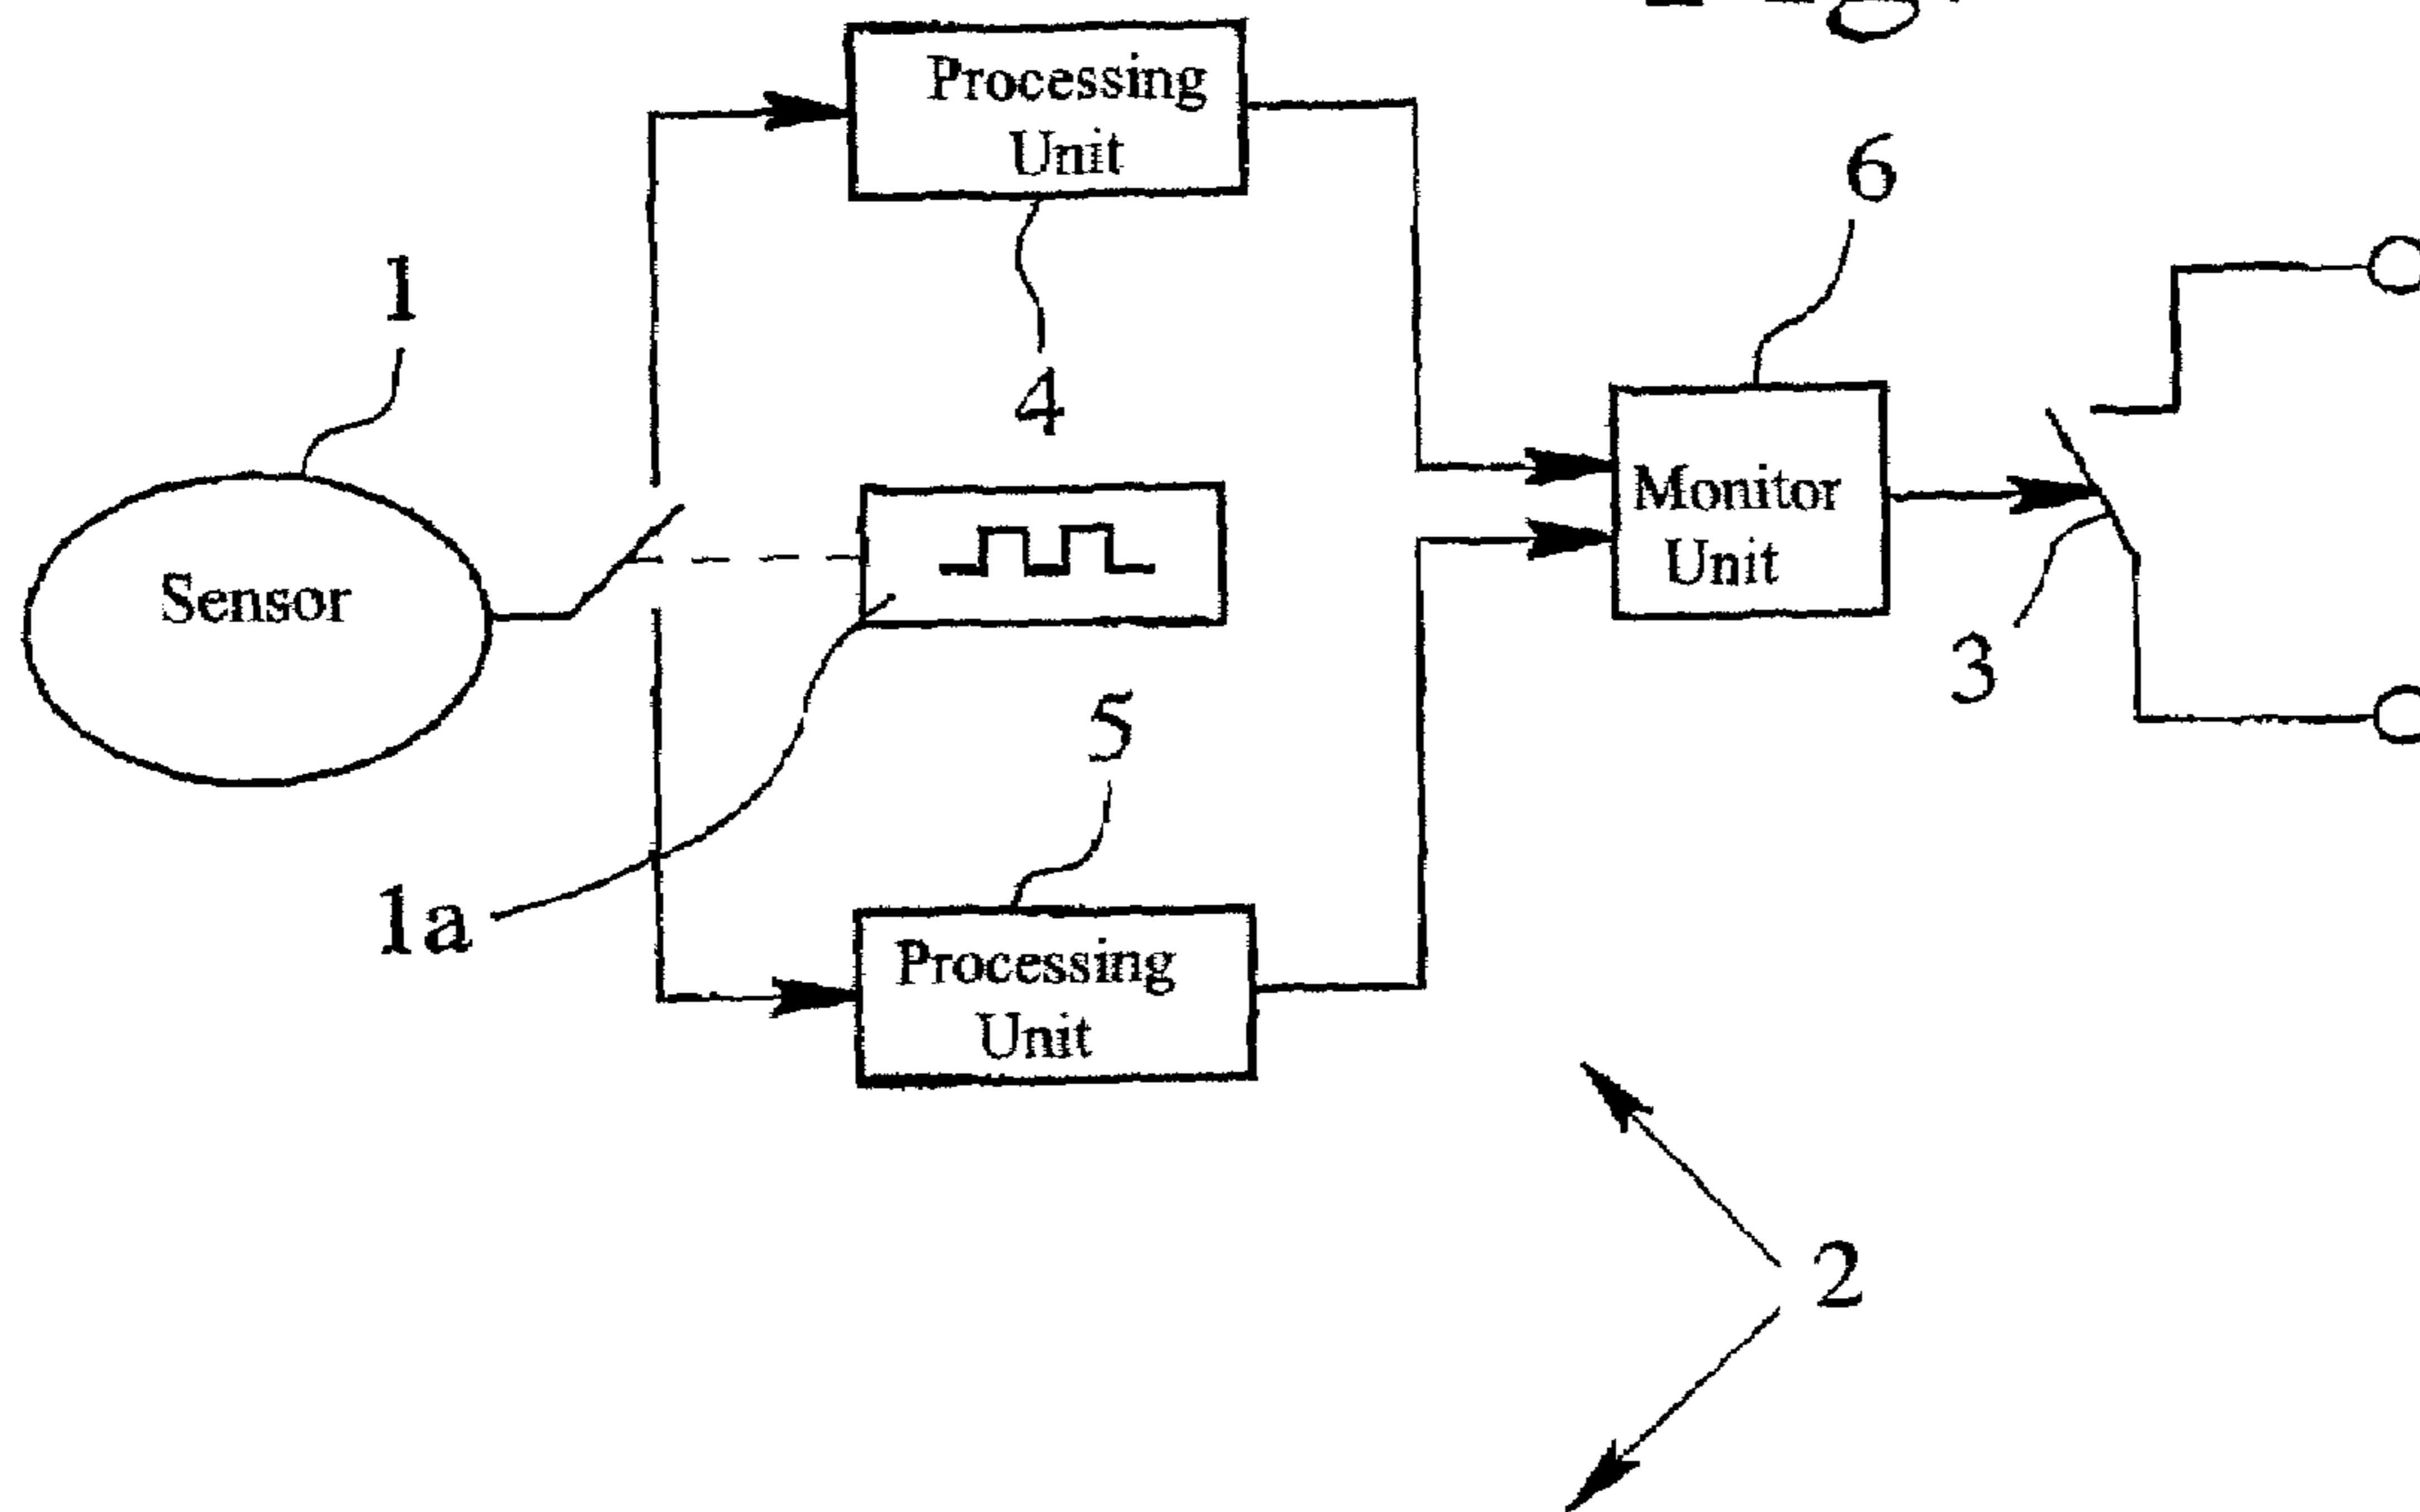 Processing
Unit
6
1
4
Sensor
Monitor
Unit
3
5
1a
Processing
Unit
2